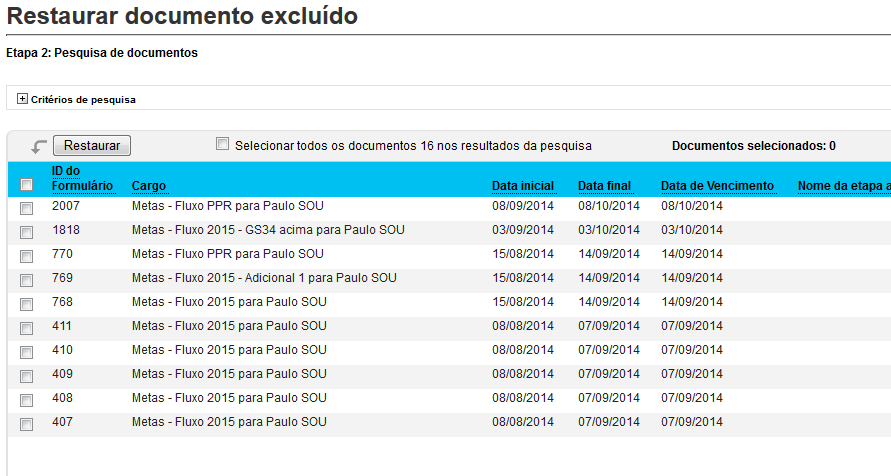 Restaurar documento excluído
Etapa 2: Pesquisa de documentos
Critérios de pesquisa
Restaurar Selecionar todos os documentos 16 nos resultados da pesquisa Documentos selecionados: 0
ID do
Formulário Cargo Data inicial Data final Data de Vencimento Nome da etapa a
2007 Metas - Fluxo PPR para Paulo SOU 08/09/2014 08/10/2014 08/10/2014
1818 Metas - Fluxo 2015 - GS34 acima para Paulo SOU 03/09/2014 03/10/2014 03/10/2014
770 Metas - Fluxo PPR para Paulo SOU 15/08/2014 14/09/2014 14/09/2014
769 Metas - Fluxo 2015 - Adicional 1 para Paulo SOU 15/08/2014 14/09/2014 14/09/2014
768 Metas - Fluxo 2015 para Paulo SOU 15/08/2014 14/09/2014 14/09/2014
411 Metas - Fluxo 2015 para Paulo SOU 08/08/2014 07/09/2014 07/09/2014
410 Metas - Fluxo 2015 para Paulo SOU 08/08/2014 07/09/2014 07/09/2014
409 Metas - Fluxo 2015 para Paulo SOU 08/08/2014 07/09/2014 07/09/2014
408 Metas - Fluxo 2015 para Paulo SOU 08/08/2014 07/09/2014 07/09/2014
407 Metas - Fluxo 2015 para Paulo SOU 08/08/2014 07/09/2014 07/09/2014